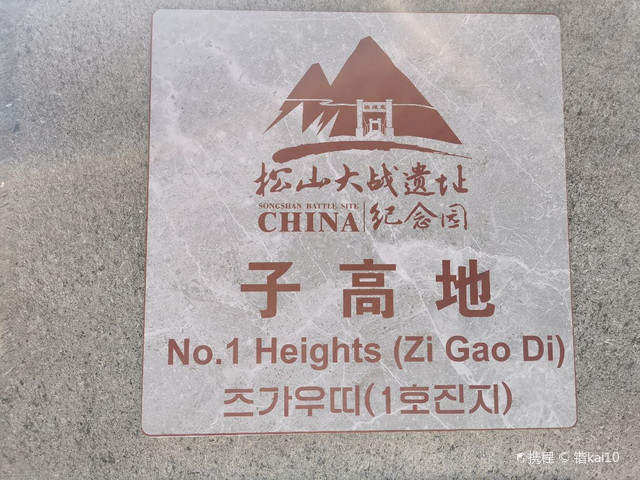 松山大战遗址
SONGSHAN BATTLE SITE
CHINA 纪念园
子高地
No.1 Heights (Zi Gao Di)
즈가우띠(1호진지)
携程 © 锴kai10